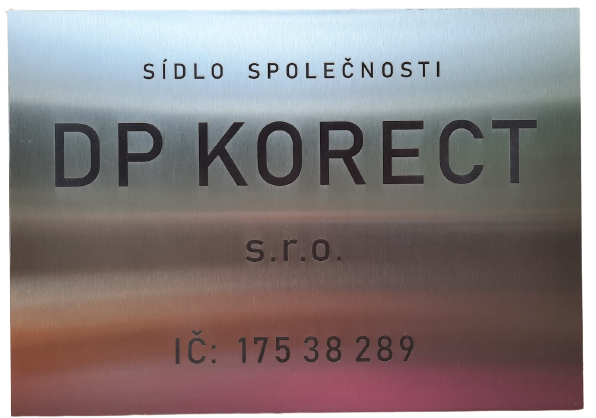 SÍDLO SPOLEČNOSTI
DP KORECT
s.r.o.
IČ: 175 38 289